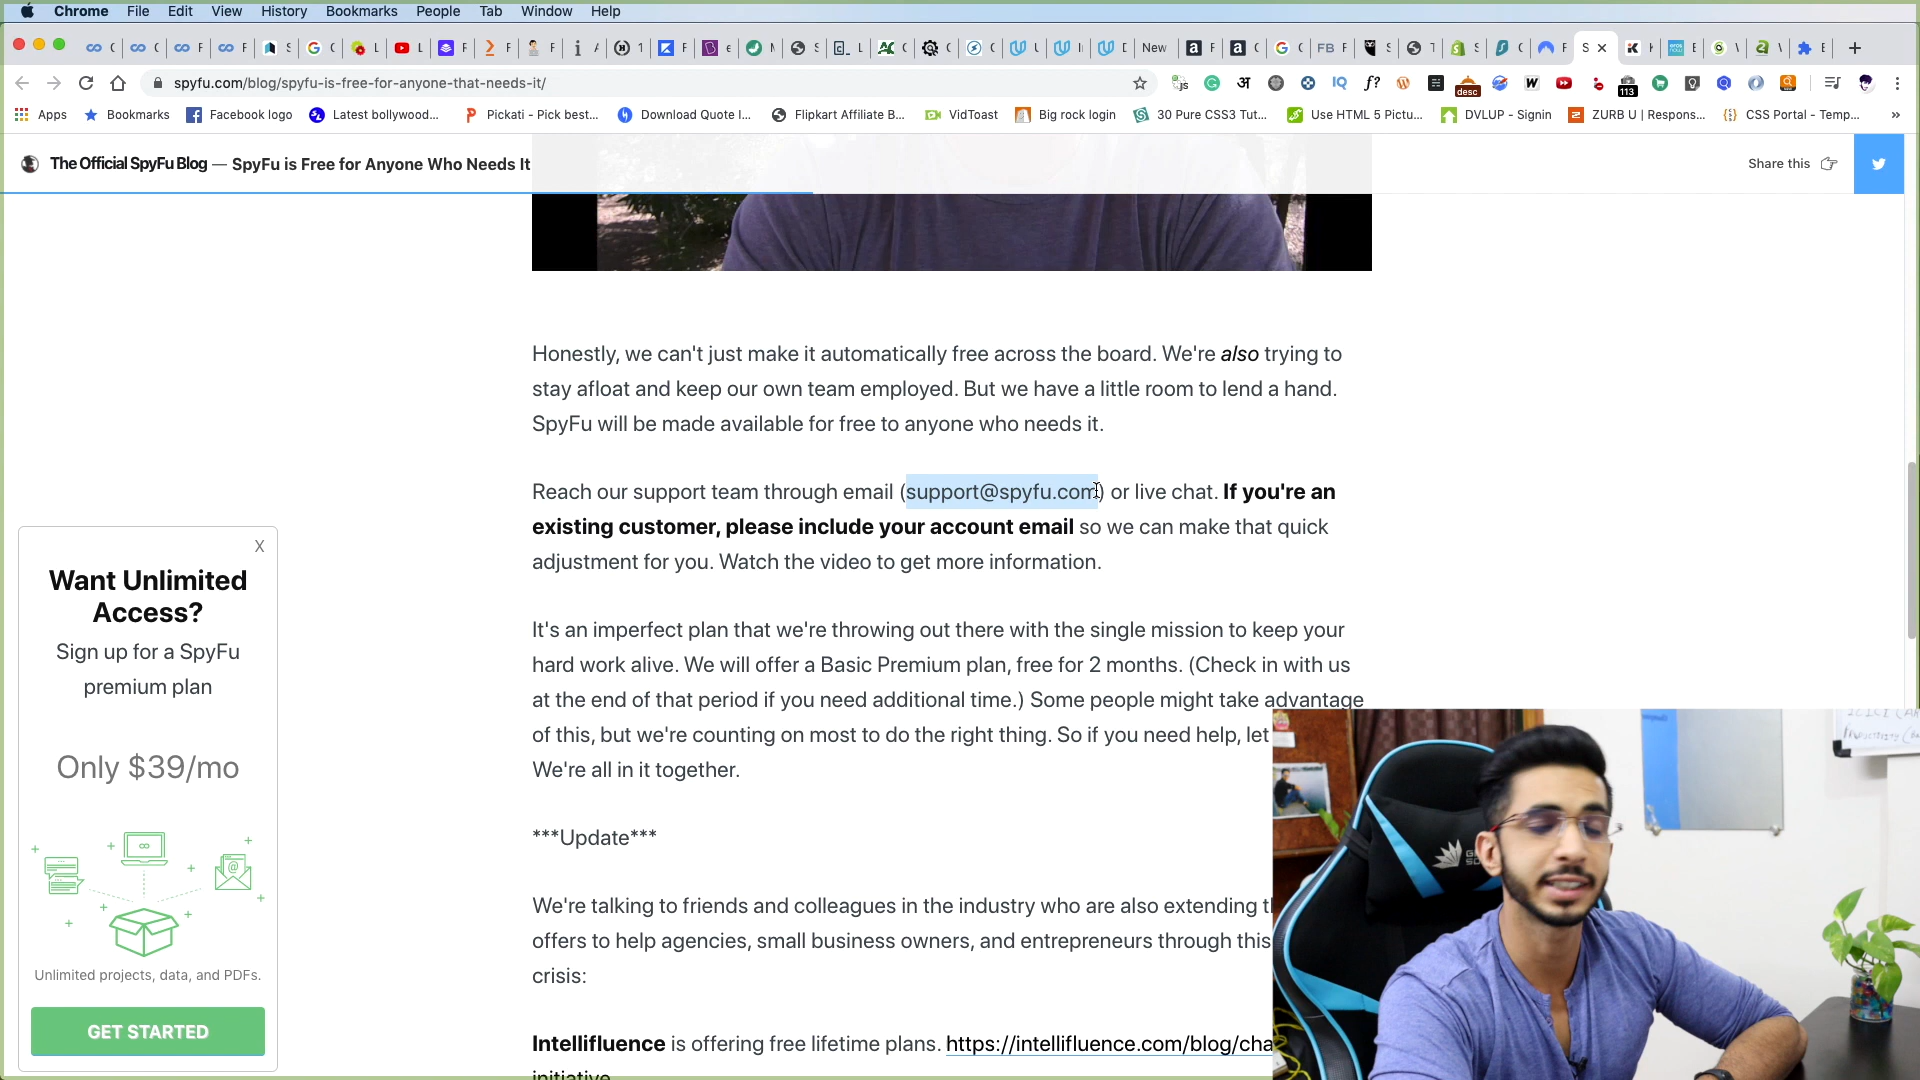 Chrome File Edit View History Bookmarks People Tab Window Help
New
spyfu.com/blog/spyfu-is-free-for-anyone-that-needs-it/
Apps Bookmarks Facebook logo Latest bollywood... Pickati - Pick best... Download Quote I... Flipkart Affiliate B... VidToast Big rock login 30 Pure CSS3 Tut... Use HTML 5 Pictu... DVLUP - Signin ZURB U | Respons... CSS Portal - Temp... »
The Official SpyFu Blog — SpyFu is Free for Anyone Who Needs It
Share this
Honestly, we can't just make it automatically free across the board. We're also trying to
stay afloat and keep our own team employed. But we have a little room to lend a hand.
SpyFu will be made available for free to anyone who needs it.
Reach our support team through email (support@spyfu.com) or live chat. If you're an
existing customer, please include your account email so we can make that quick
adjustment for you. Watch the video to get more information.
It's an imperfect plan that we're throwing out there with the single mission to keep your
hard work alive. We will offer a Basic Premium plan, free for 2 months. (Check in with us
at the end of that period if you need additional time.) Some people might take advantage
of this, but we're counting on most to do the right thing. So if you need help, let
We're all in it together.
***Update***
We're talking to friends and colleagues in the industry who are also extending
offers to help agencies, small business owners, and entrepreneurs through this
crisis:
Intellifluence is offering free lifetime plans. https://intellifluence.com/blog/cha
initiative
X
Want Unlimited
Access?
Sign up for a SpyFu
premium plan
Only $39/mo
Unlimited projects, data, and PDFs.
GET STARTED